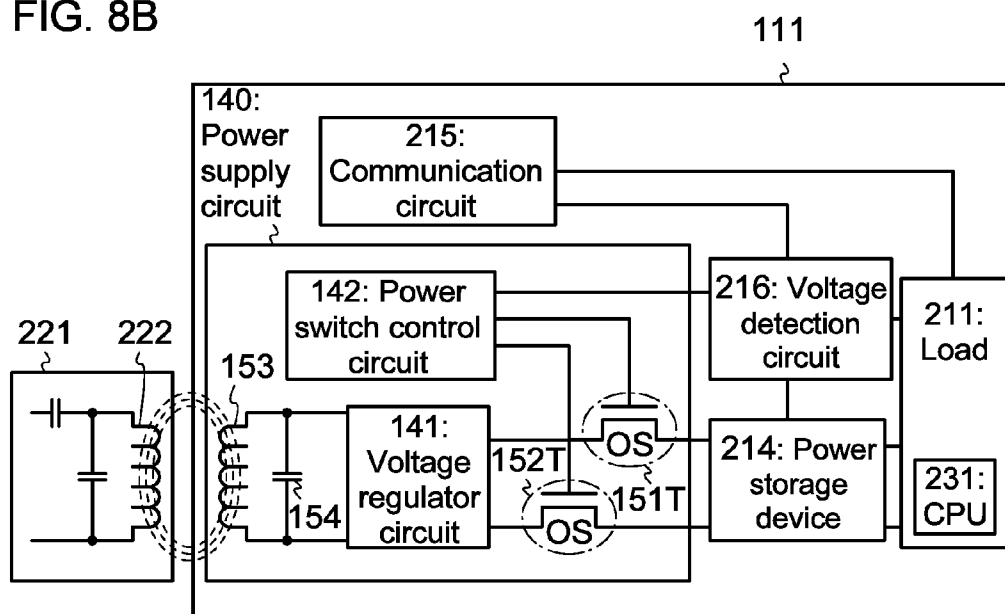 FIG. 8B
111
140:
Power
supply
circuit
215:
Communication
circuit
142: Power
switch control
circuit
216: Voltage
detection
circuit
211:
Load
221
222
153
141:
Voltage
regulator
circuit
154
152T
OS
OS
151T
214: Power
storage
device
231:
CPU